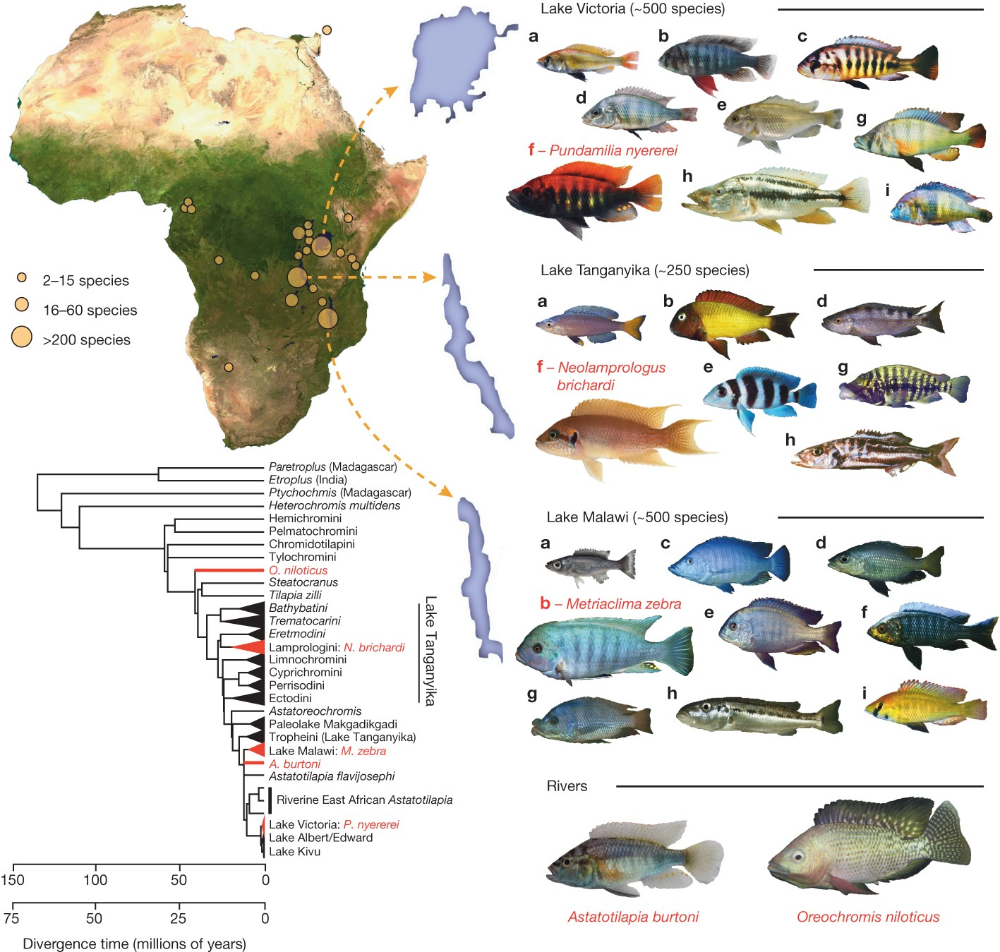 Lake Victoria (~500 species)
a
b
c
d
e
g
f – Pundamilia nyererei
h
i
2–15 species
16–60 species
>200 species
Lake Tanganyika (~250 species)
a
b
d
f – Neolamprologus
brichardi
e
g
h
Paretroplus (Madagascar)
Etroplus (India)
Ptychochmis (Madagascar)
Heterochromis multidens
Hemichromini
Pelmatochromini
Chromidotilapini
Tylochromini
O. niloticus
Steatocranus
Tilapia zilli
Bathybatini
Trematocarini
Eretmodini
Lamprologini: N. brichardi
Limnochromini
Cyprichromini
Perrisodini
Ectodini
Lake Tanganyika
Astatoreochromis
Paleolake Makgadikgadi
Tropheini (Lake Tanganyika)
Lake Malawi: M. zebra
A. burtoni
Astatotilapia flavijosephi
Riverine East African Astatotilapia
Lake Victoria: P. nyererei
Lake Albert/Edward
Lake Kivu
150 100 50 0
75 50 25 0
Divergence time (millions of years)
Lake Malawi (~500 species)
a
c
d
b – Metriaclima zebra
e
f
g
h
i
Rivers
Astatotilapia burtoni
Oreochromis niloticus